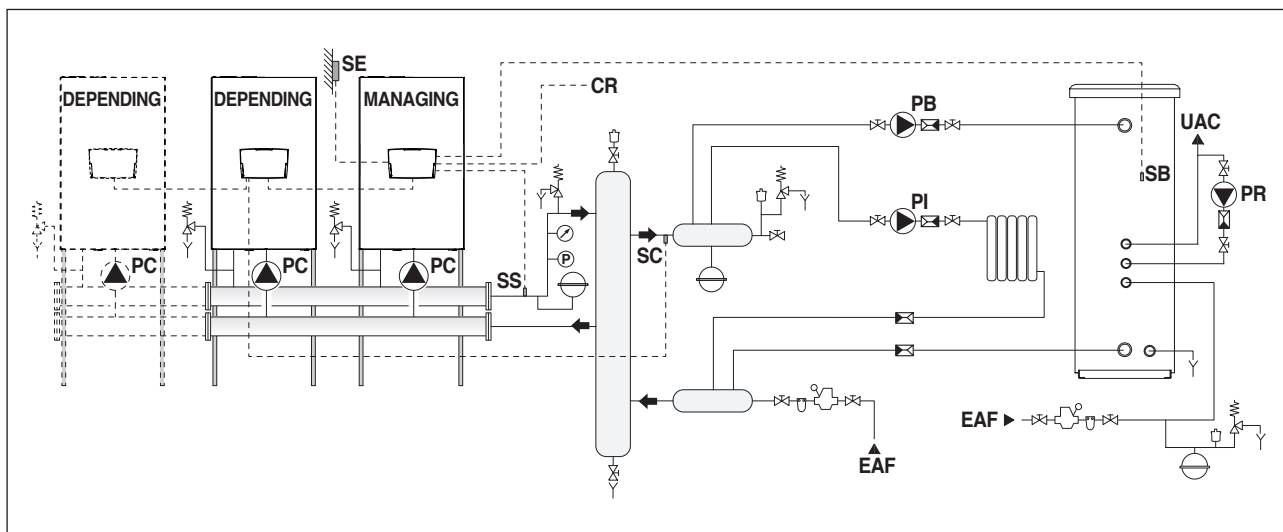 DEPENDING
DEPENDING
MANAGING
SE
CR
PB
UAC
SB
PR
PI
PC
PC
PC
SS
P
SC
EAF
EAF